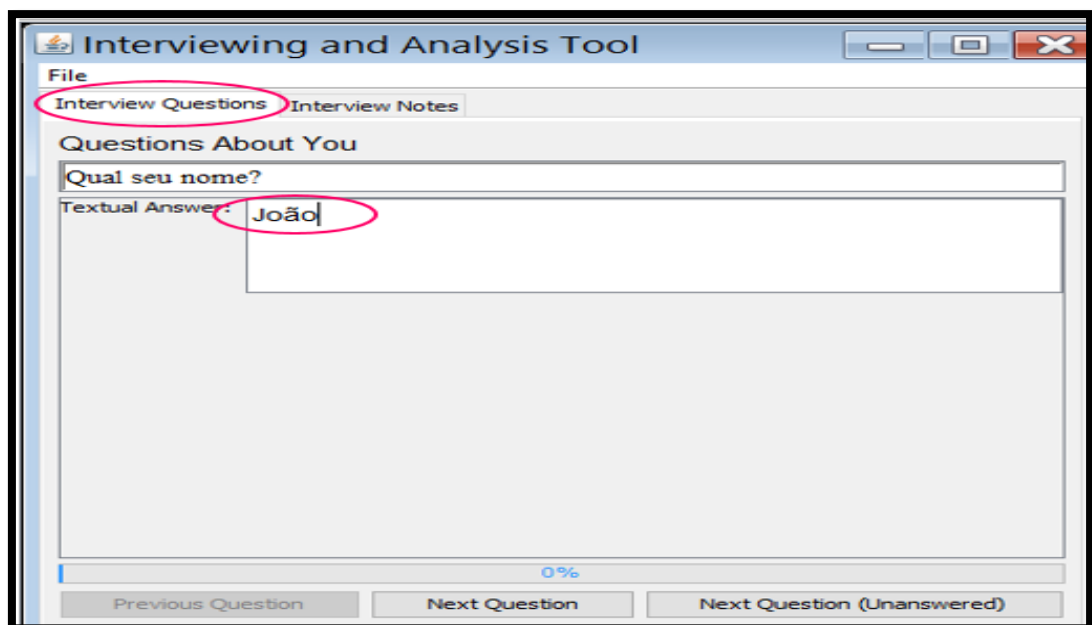 Interviewing and Analysis Tool
File
Interview Questions Interview Notes
Questions About You
Qual seu nome?
Textual Answer: João
0%
Previous Question Next Question Next Question (Unanswered)